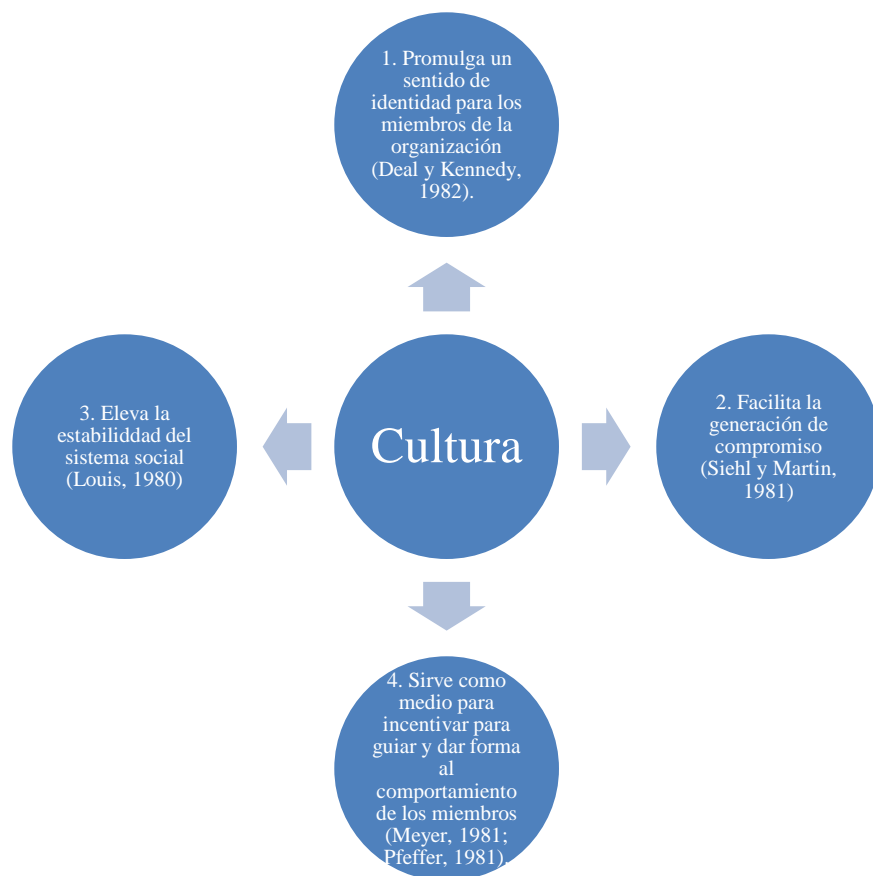 1. Promulga un
sentido de
identidad para los
miembros de la
organización
(Deal y Kennedy,
1982).
3. Eleva la
estabiliddad del
sistema social
(Louis, 1980)
Cultura
2. Facilita la
generación de
compromiso
(Siehl y Martin,
1981)
4. Sirve como
medio para
incentivar para
guiar y dar forma
al
comportamiento
de los miembros
(Meyer, 1981;
Pfeffer, 1981).